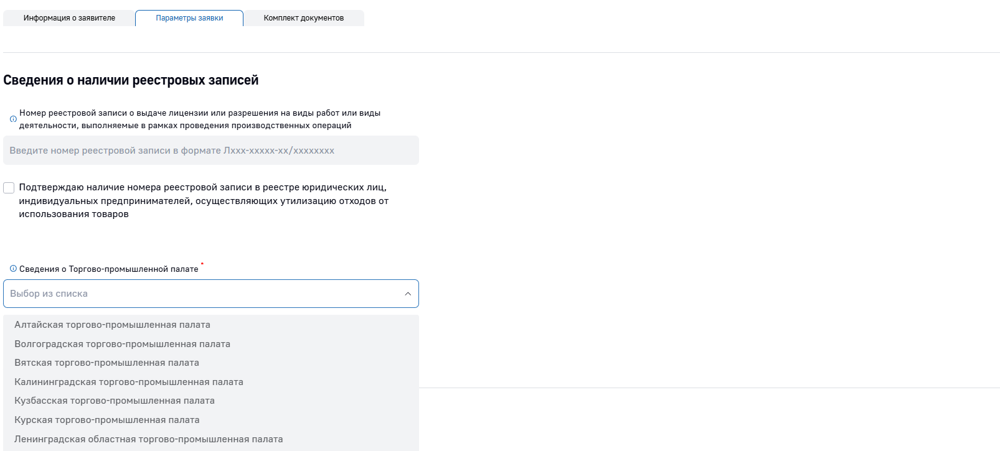 Информация о заявителе
Параметры заявки
Комплект документов
Сведения о наличии реестровых записей
Номер реестровой записи о выдаче лицензии или разрешения на виды работ или виды
деятельности, выполняемые в рамках проведения производственных операций
Введите номер реестровой записи в формате Лххх-ххххх-хх/хххххххх
Подтверждаю наличие номера реестровой записи в реестре юридических лиц,
индивидуальных предпринимателей, осуществляющих утилизацию отходов от
использования товаров
Сведения о Торгово-промышленной палате
Выбор из списка
Алтайская торгово-промышленная палата
Волгоградская торгово-промышленная палата
Вятская торгово-промышленная палата
Калининградская торгово-промышленная палата
Кузбасская торгово-промышленная палата
Курская торгово-промышленная палата
Ленинградская областная торгово-промышленная палата